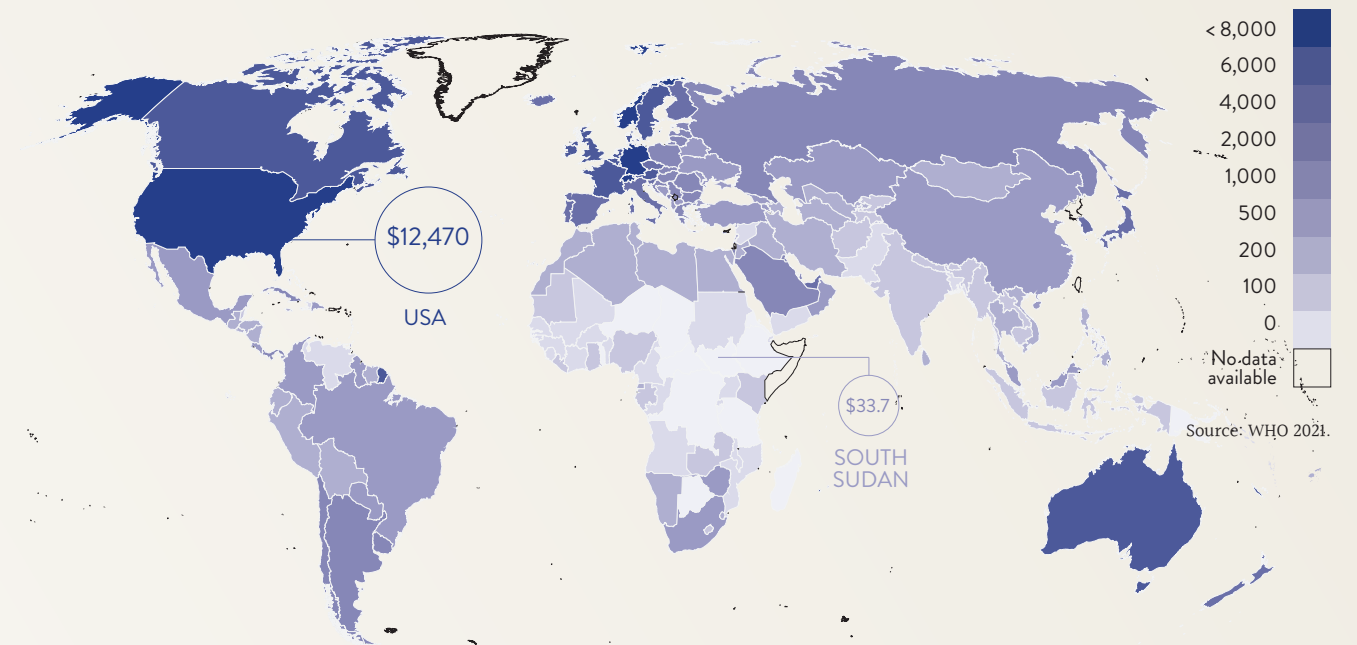 < 8,000
6,000
4,000
2,000
1,000
500
200
100
0
No data
available
Source: WHO 2021.
$12,470
USA
$33.7
SOUTH
SUDAN